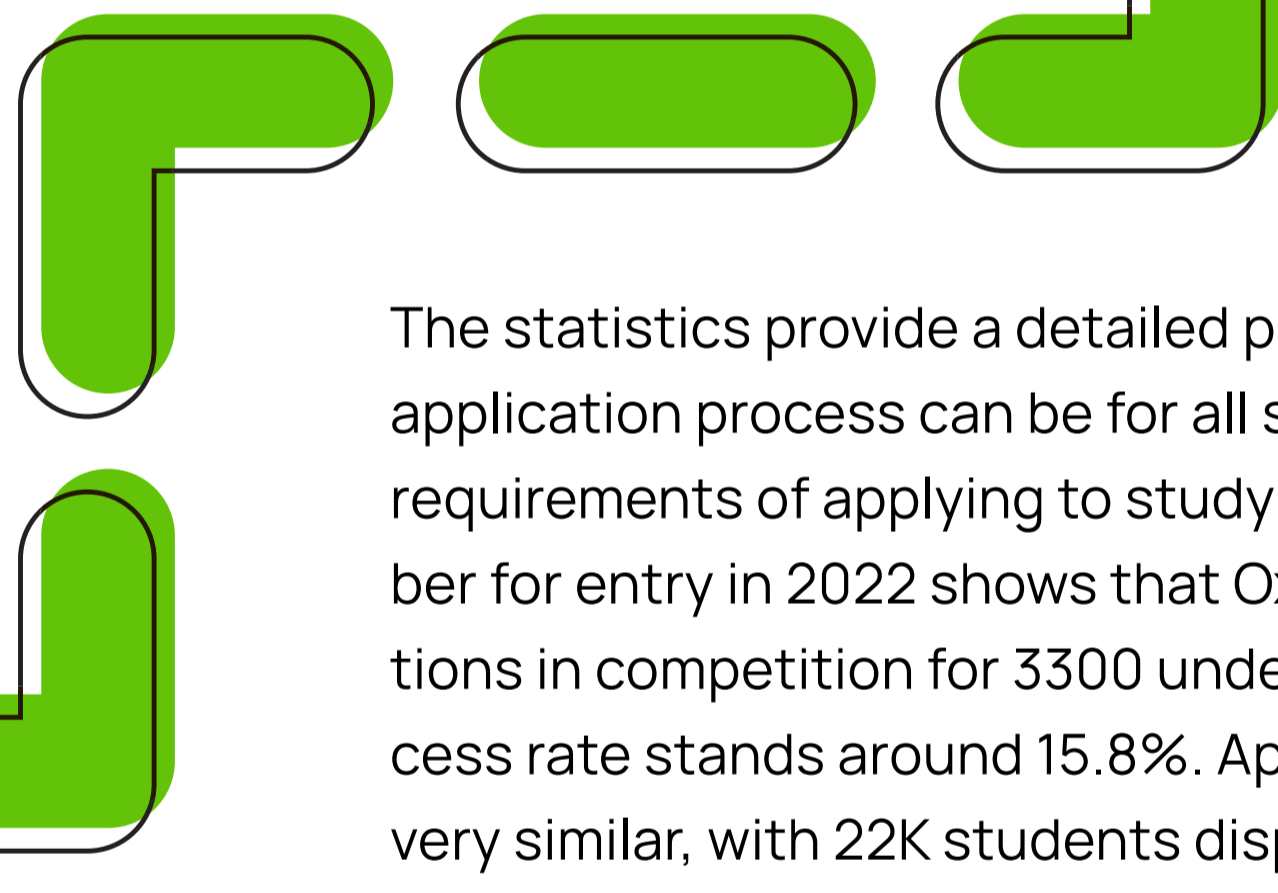 The statistics provide a detailed
application process can be for all
requirements of applying to study
ber for entry in 2022 shows that
tions in competition for 3300
cess rate stands around 15.8%.
very similar, with 22K students